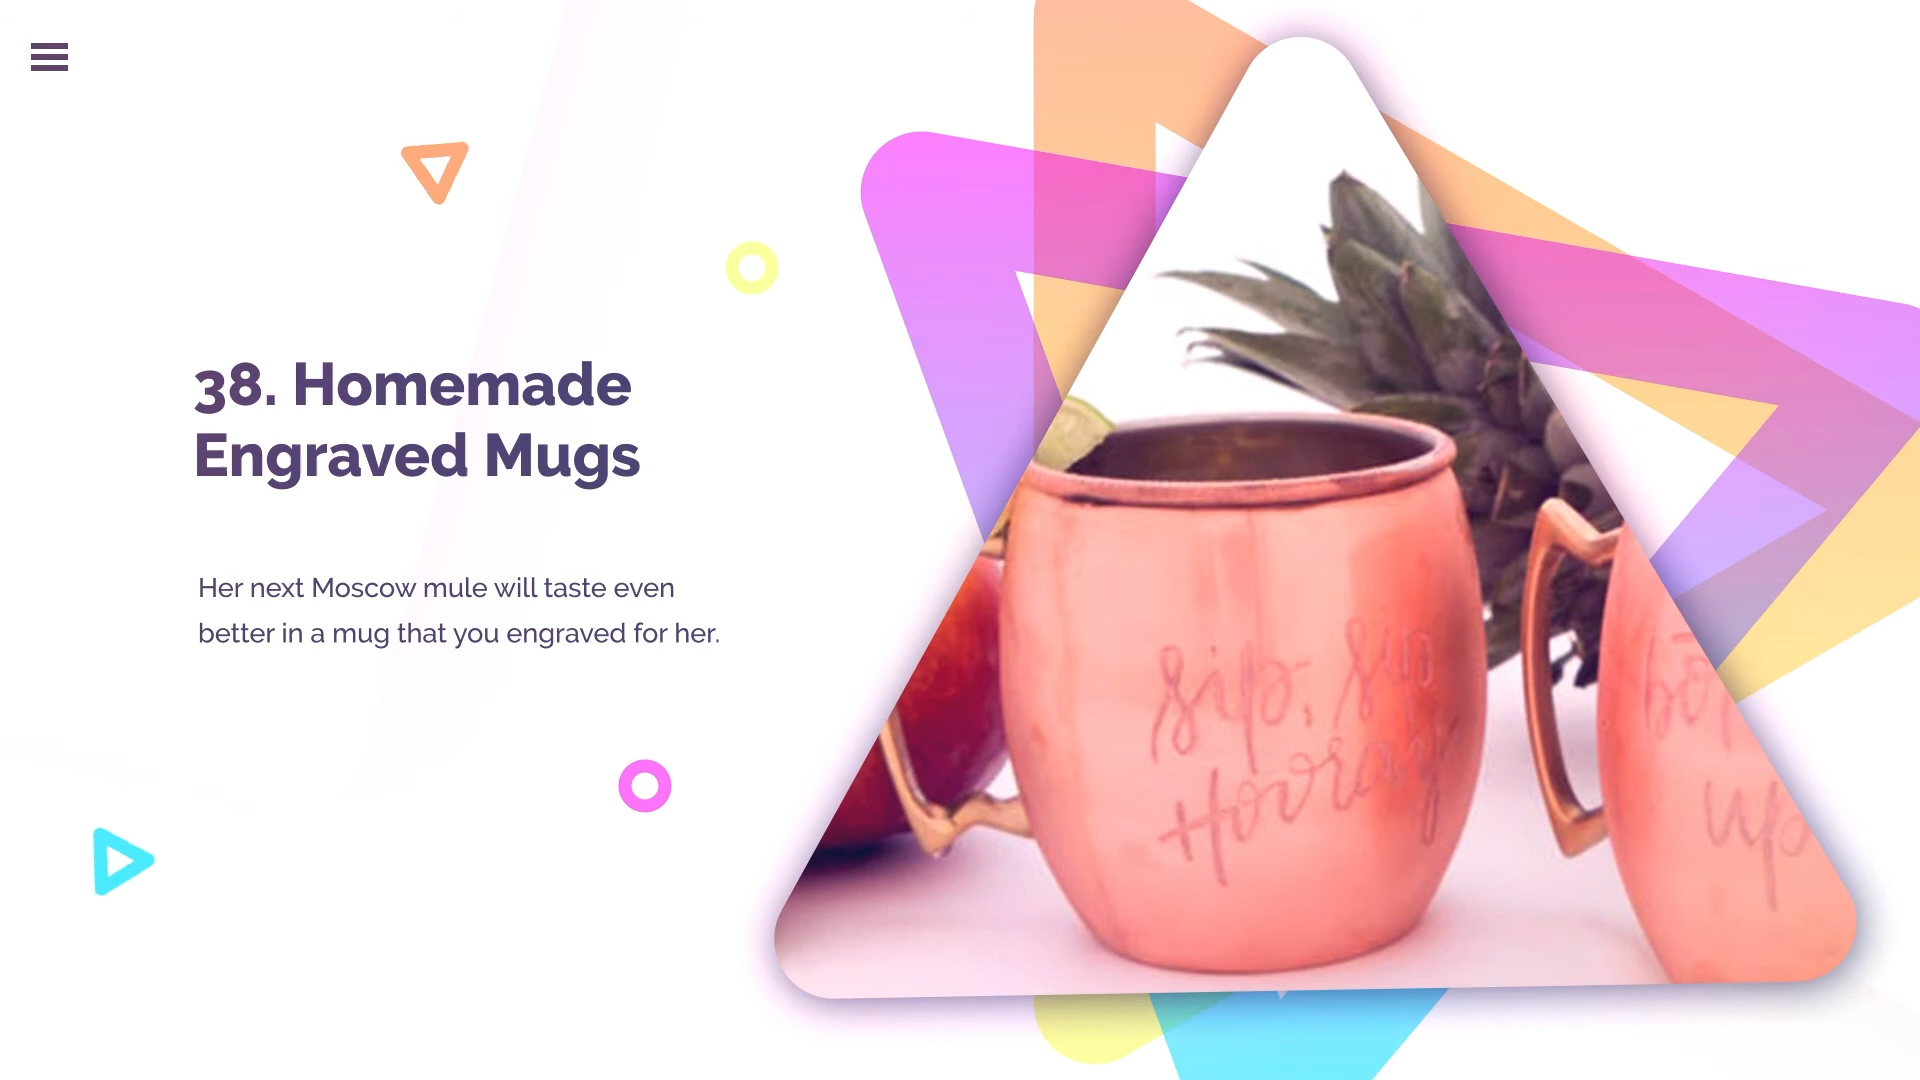 38. Homemade
Engraved Mugs
Her next Moscow mule will taste even
better in a mug that you engraved for her.
sip, sip
Hooray
up